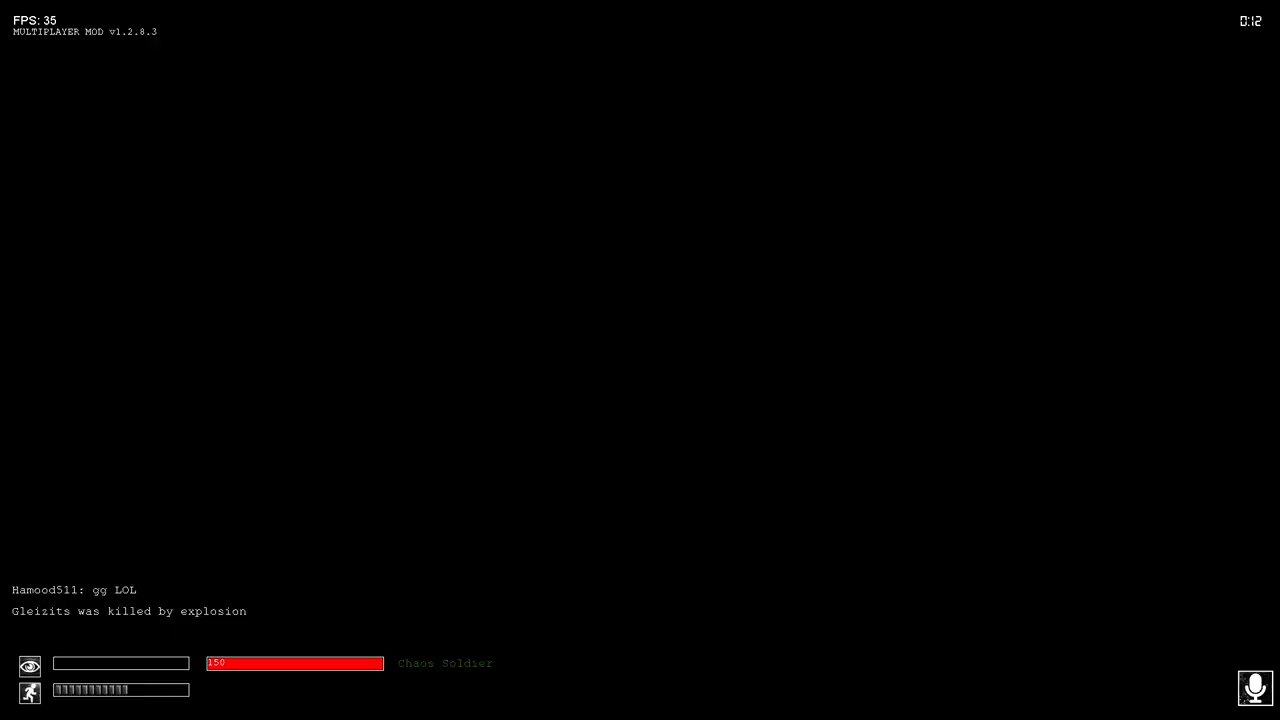 FPS: 35
0:12
MULTIPLAYER MOD v1.2.8.3
Hamood511: gg LOL
Gleizits was killed by explosion
150
Chaos Soldier